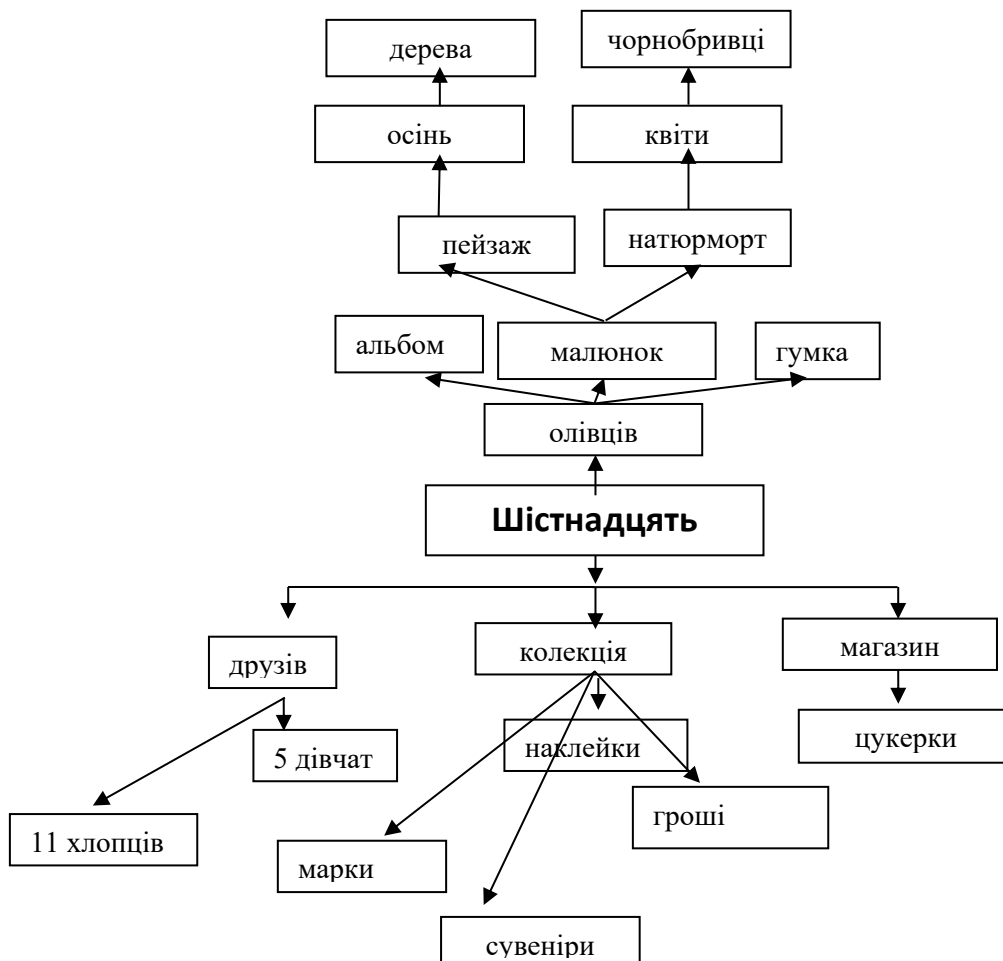 дерева
чорнобривці
осінь
квіти
пейзаж
натюрморт
альбом
малюнок
гумка
олівців
Шістнадцять
друзів
колекція
магазин
5 дівчат
наклейки
цукерки
11 хлопців
марки
гроші
сувеніри